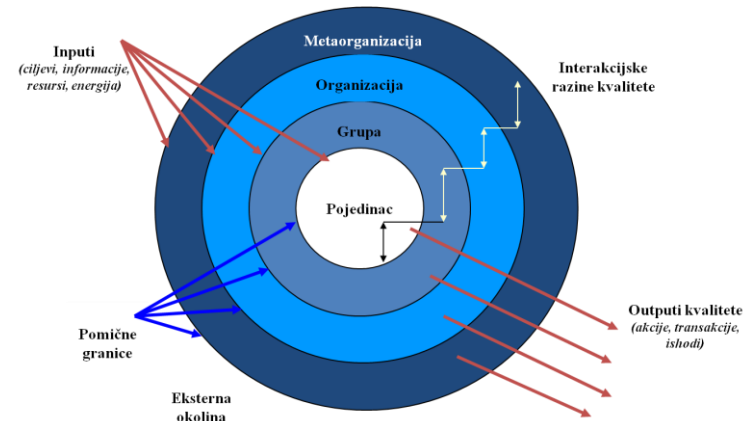 Metaorganizacija
Inputi
(ciljevi, informacije,
resursi, energija)
Interakcijske
razine kvalitete
Organizacija
Grupa
Pojedinac
Outputi kvalitete
(akcije, transakcije,
ishodi)
Pomične
granice
Eksterna
okolina